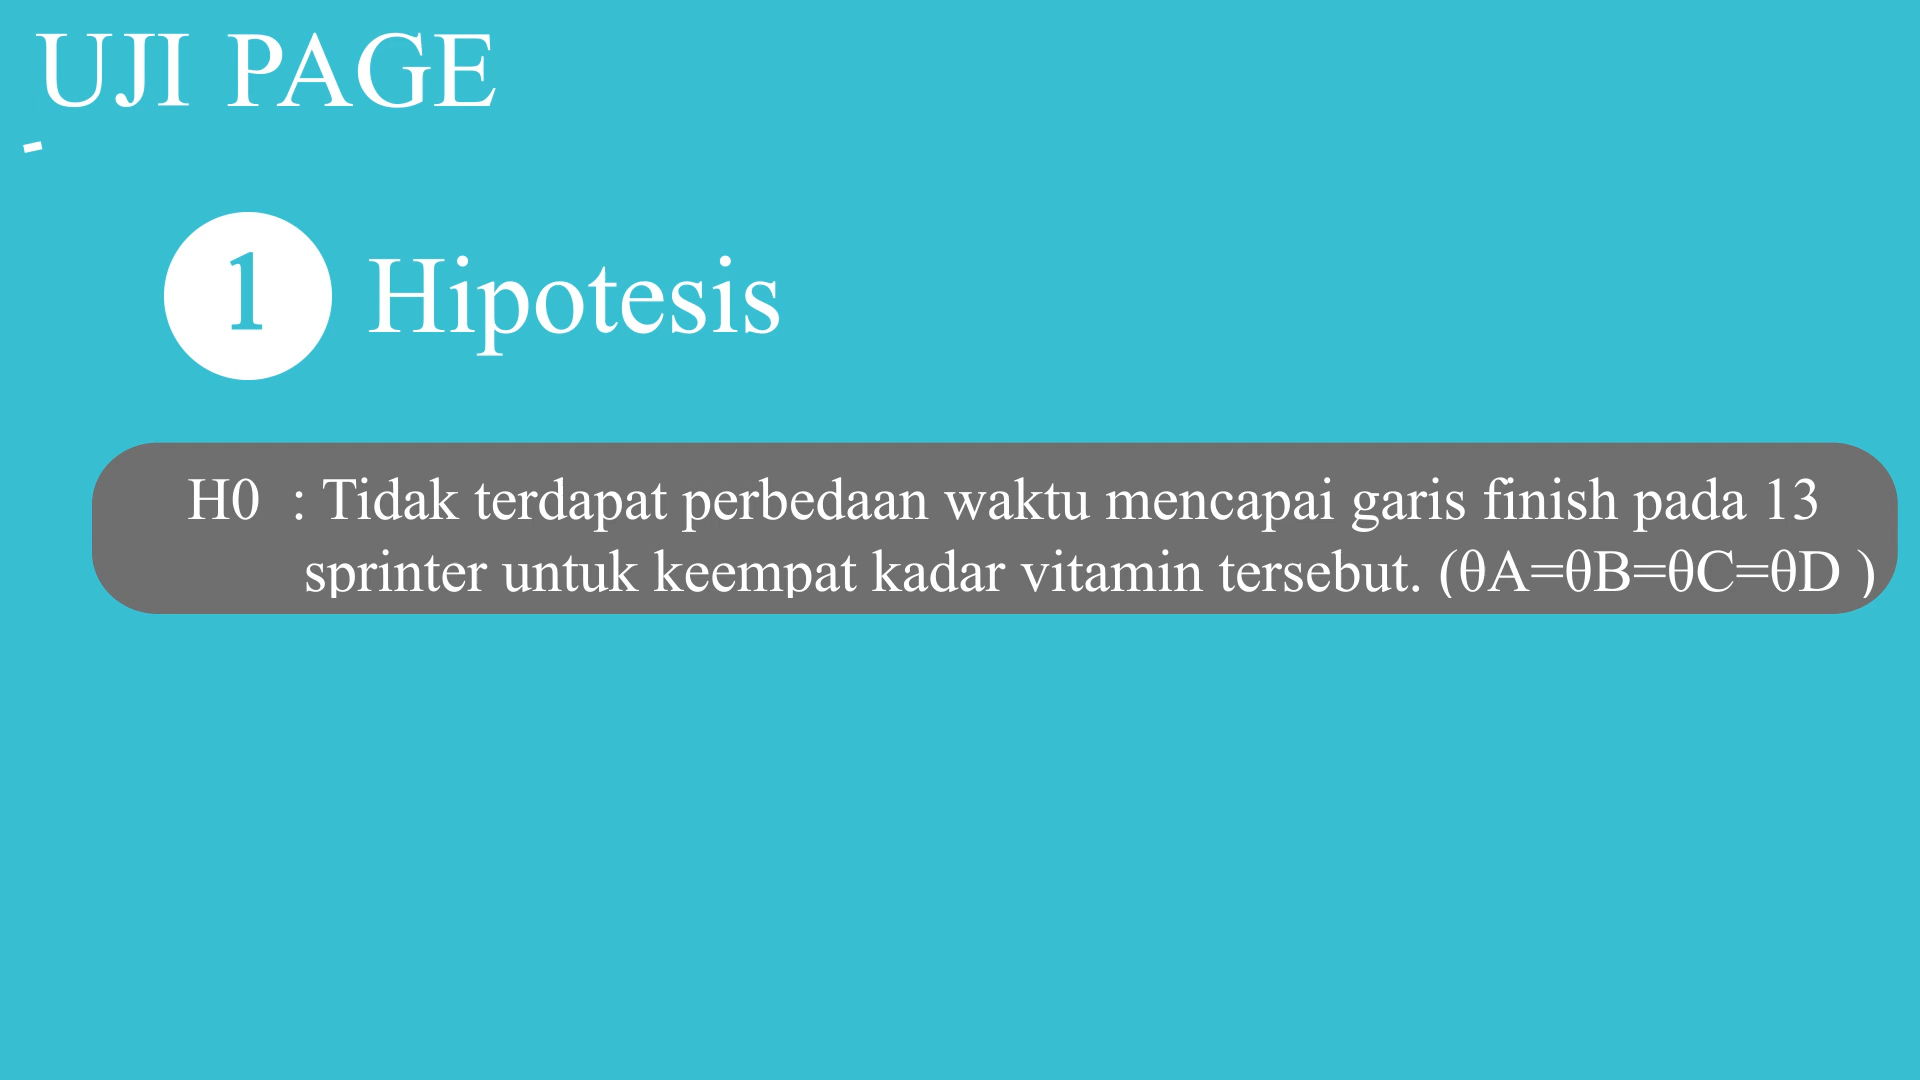 UJI PAGE
1 Hipotesis
H0 : Tidak terdapat perbedaan waktu mencapai garis finish pada 13
sprinter untuk keempat kadar vitamin tersebut. (θA=θB=θC=θD )